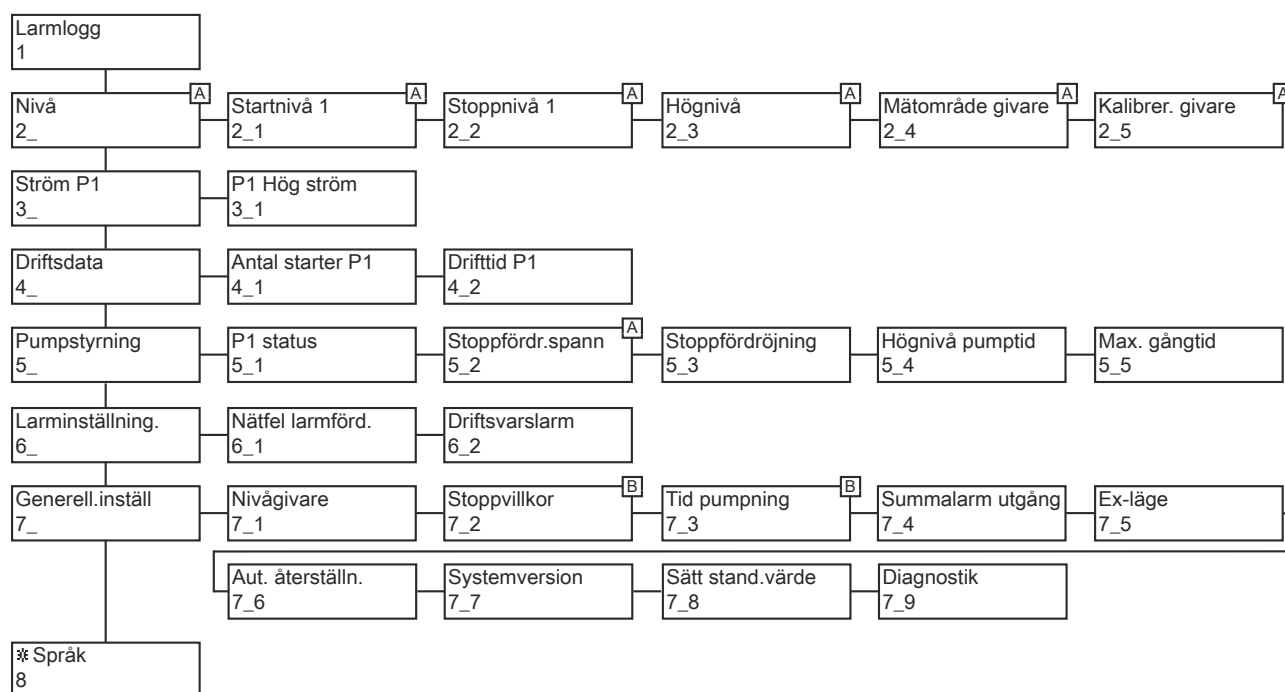 Larmlogg
1
A
Nivå
2_
A
Startnivå 1
2_1
A
Stoppnivå 1
2_2
A
Högnivå
2_3
A
Mätområde givare
2_4
A
Kalibrer. givare
2_5
Ström P1
3_
P1 Hög ström
3_1
Driftsdata
4_
Antal starter P1
4_1
Drifttid P1
4_2
Pumpstyrning
5_
P1 status
5_1
A
Stoppfördr.spann
5_2
Stoppfördröjning
5_3
Högnivå pumptid
5_4
Max. gångtid
5_5
Larminställning.
6_
Nätfel larmförd.
6_1
Driftsvarslarm
6_2
Generell.inställ
7_
Nivågivare
7_1
B
Stoppvillkor
7_2
B
Tid pumpning
7_3
Summalarm utgång
7_4
Ex-läge
7_5
Aut. återställn.
7_6
Systemversion
7_7
Sätt stand.värde
7_8
Diagnostik
7_9
※ Språk
8